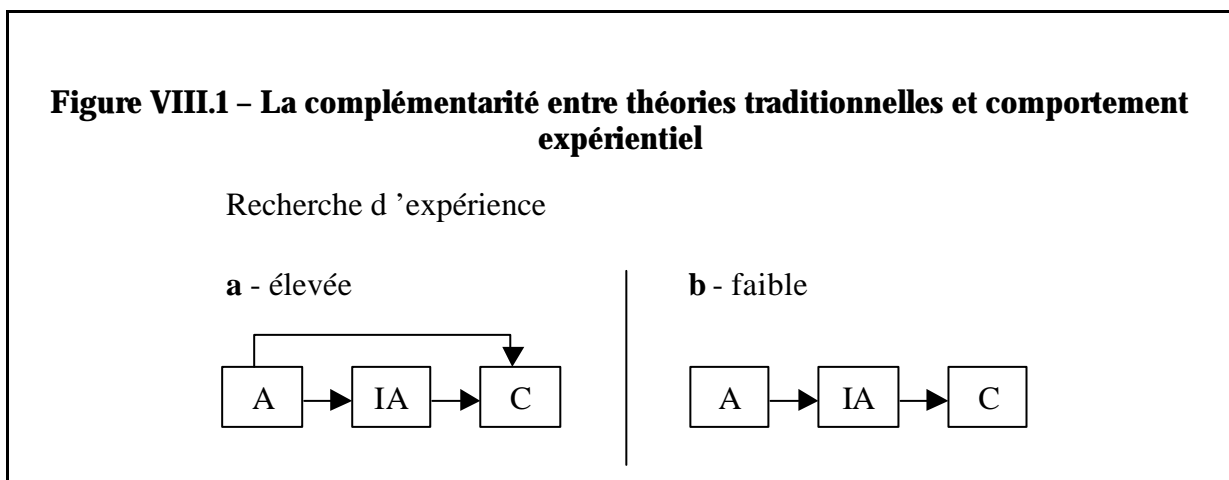 Figure VIII.1 – La complémentarité entre théories traditionnelles et comportement
expérientiel
Recherche d ’expérience
a - élevée
b - faible
A IA C
A IA C